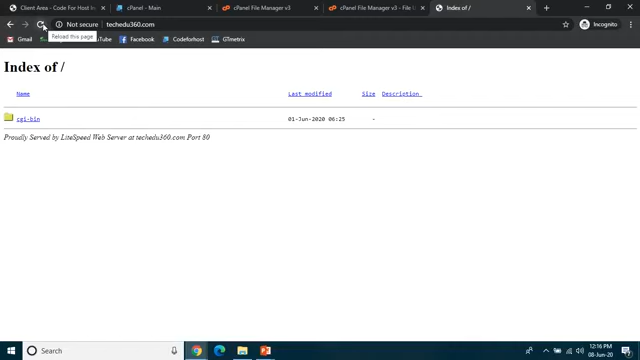 Client Area - Code For Host In
cPanel - Main
cPanel File Manager v3
cPanel File Manager v3 - File
Index of /
Not secure
techedu360.com
Incognito
Reload this page
Gmail
Tube
Facebook
Codeforhost
GTmetrix
Index of /
Name Last modified Size Description
cgi-bin 01-Jun-2020 06:25 -
Proudly Served by LiteSpeed Web Server at techedu360.com Port 80
Search
12:16 PM
08-Jun-20